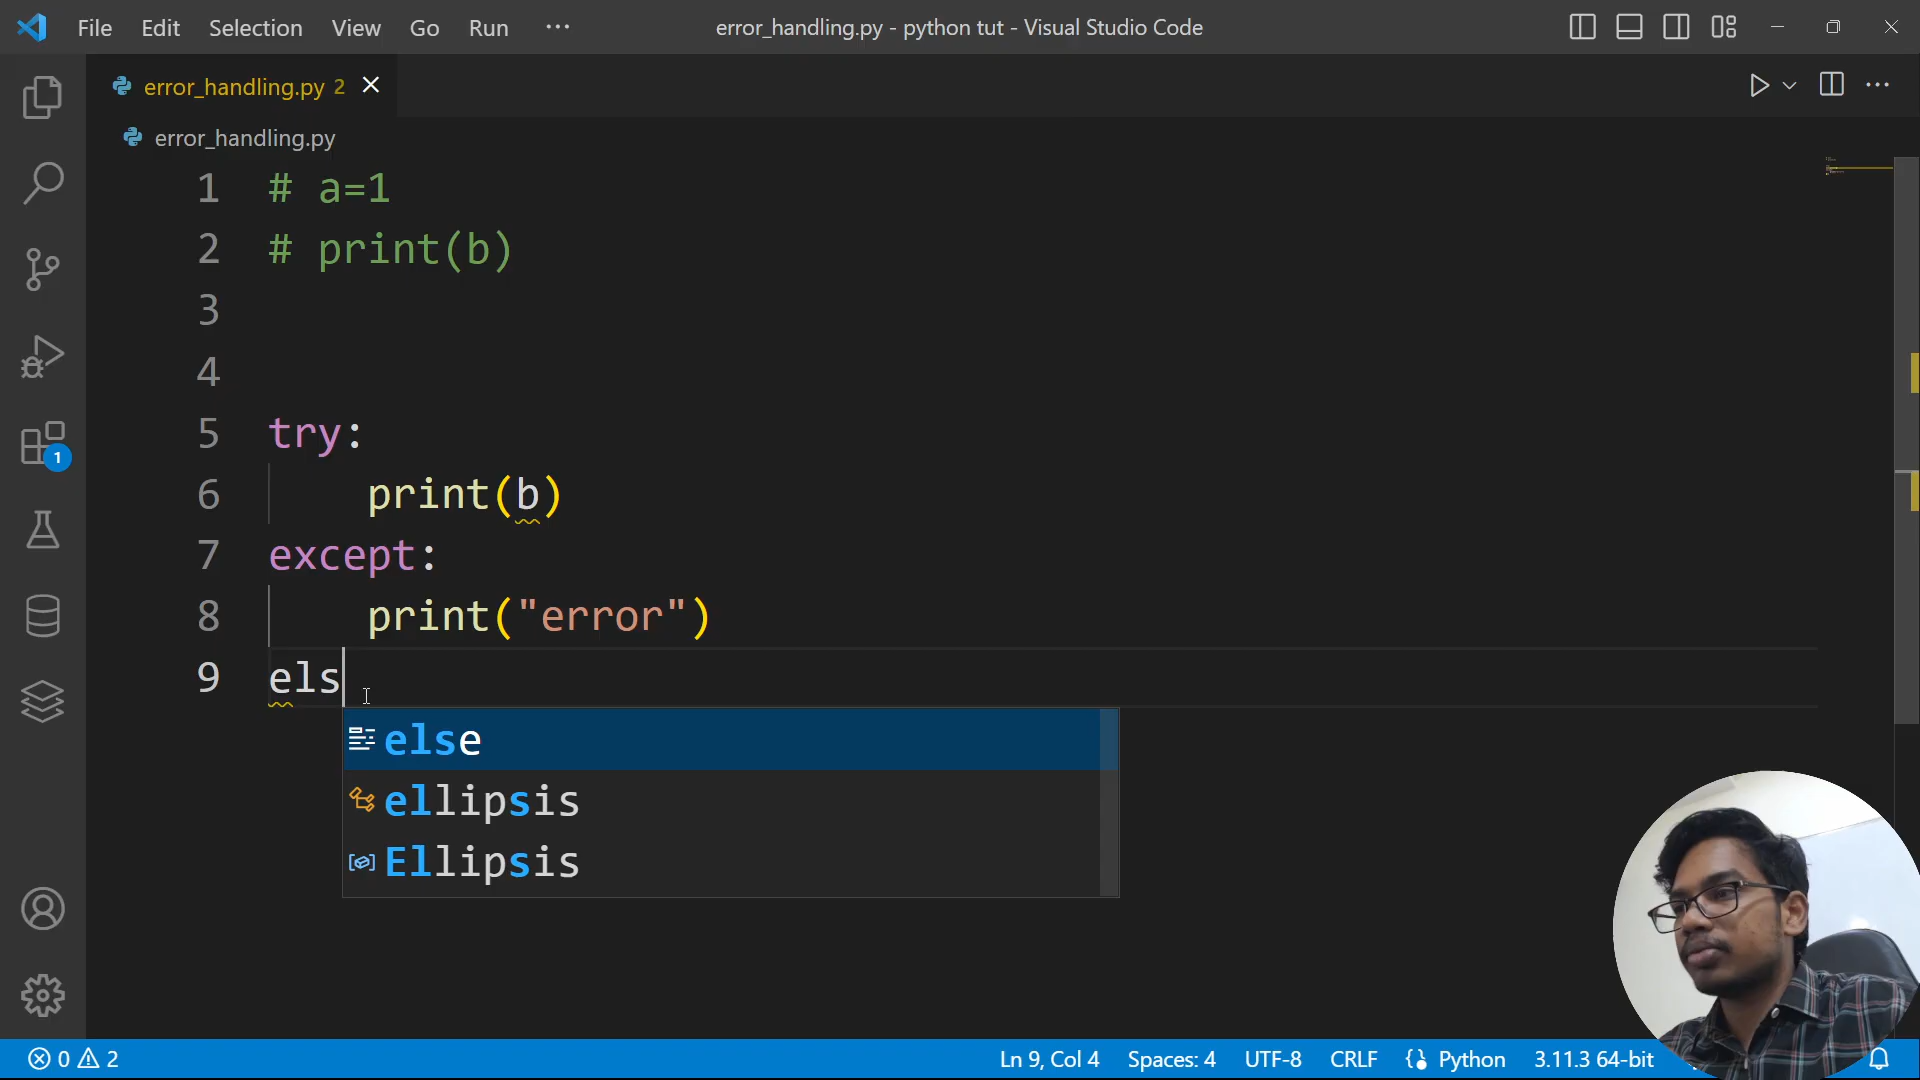 File Edit Selection View Go Run ··· error_handling.py - python tut - Visual Studio Code
error_handling.py 2
error_handling.py
1 # a=1
2 # print(b)
3
4
5 try:
6     print(b)
7 except:
8     print("error")
9 els
else
ellipsis
Ellipsis
1
0 2 Ln 9, Col 4 Spaces: 4 UTF-8 CRLF Python 3.11.3 64-bit